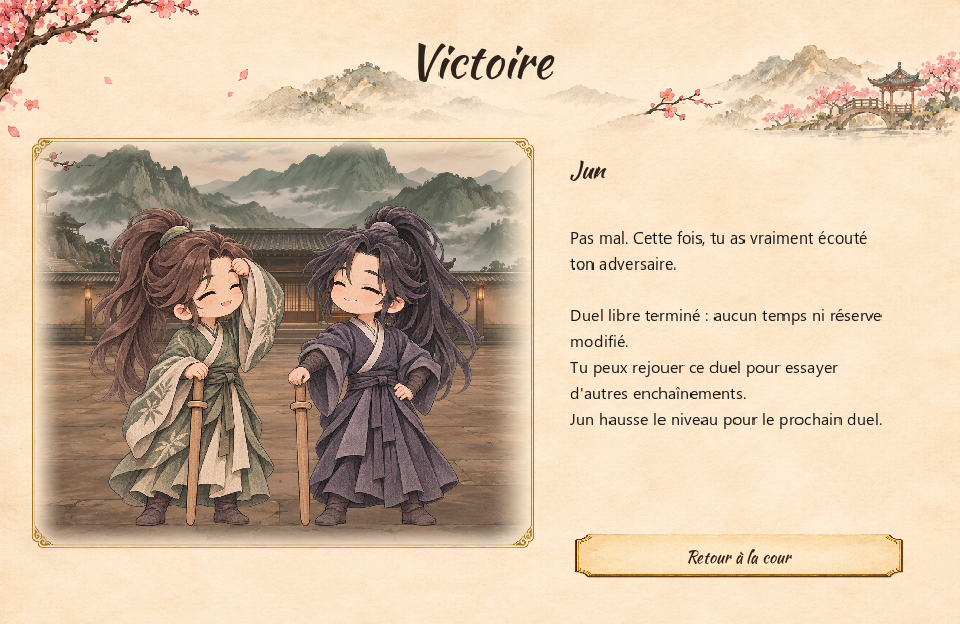 Victoire
Jun
Pas mal. Cette fois, tu as vraiment écouté
ton adversaire.
Duel libre terminé : aucun temps ni réserve
modifié.
Tu peux rejouer ce duel pour essayer
d'autres enchaînements.
Jun hausse le niveau pour le prochain duel.
Retour à la cour